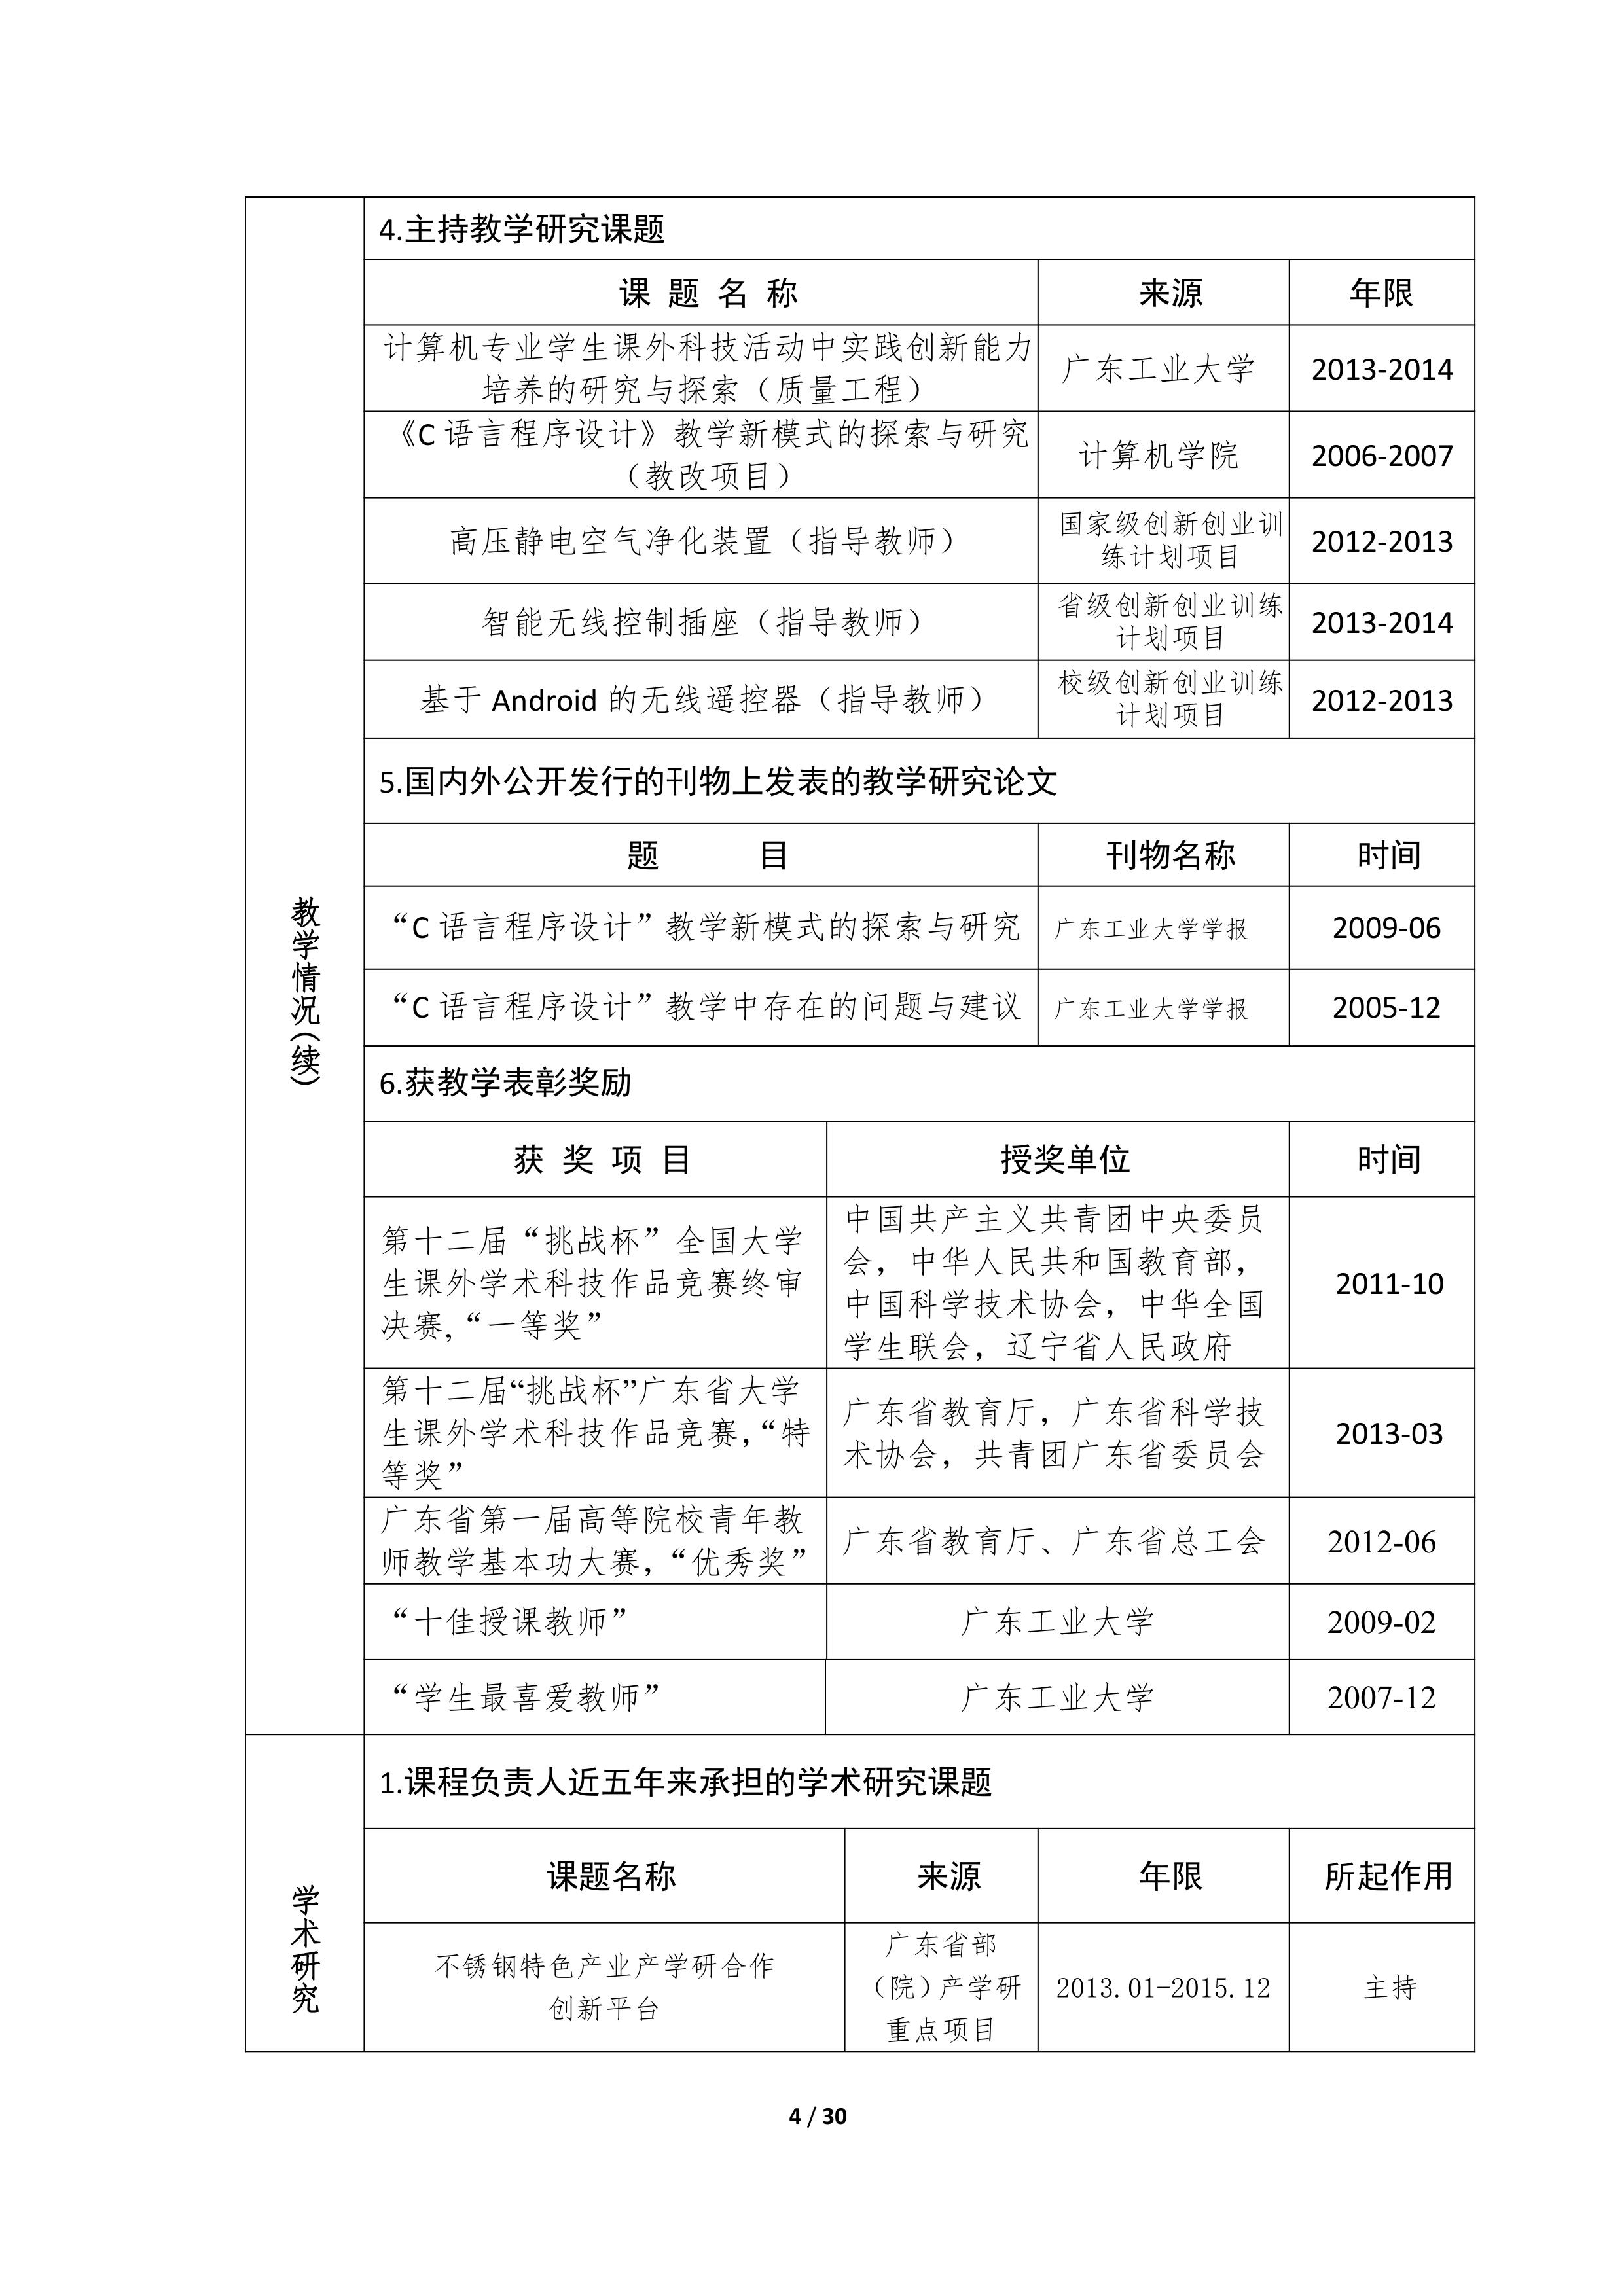 教学情况(续)
4.主持教学研究课题
课 题 名 称 来源 年限
计算机专业学生课外科技活动中实践创新能力
培养的研究与探索（质量工程） 广东工业大学 2013-2014
《C 语言程序设计》教学新模式的探索与研究
（教改项目） 计算机学院 2006-2007
高压静电空气净化装置（指导教师） 国家级创新创业训
练计划项目 2012-2013
智能无线控制插座（指导教师） 省级创新创业训练
计划项目 2013-2014
基于 Android 的无线遥控器（指导教师） 校级创新创业训练
计划项目 2012-2013
5.国内外公开发行的刊物上发表的教学研究论文
题 目 刊物名称 时间
“C 语言程序设计”教学新模式的探索与研究 广东工业大学学报 2009-06
“C 语言程序设计”教学中存在的问题与建议 广东工业大学学报 2005-12
6.获教学表彰奖励
获 奖 项 目 授奖单位 时间
第十二届“挑战杯”全国大学
生课外学术科技作品竞赛终审
决赛,“一等奖”
中国共产主义共青团中央委员
会，中华人民共和国教育部，
中国科学技术协会，中华全国
学生联会，辽宁省人民政府
2011-10
第十二届“挑战杯”广东省大学
生课外学术科技作品竞赛，“特
等奖”
广东省教育厅，广东省科学技
术协会，共青团广东省委员会
2013-03
广东省第一届高等院校青年教
师教学基本功大赛，“优秀奖”
广东省教育厅、广东省总工会 2012-06
“十佳授课教师” 广东工业大学 2009-02
“学生最喜爱教师” 广东工业大学 2007-12
学术研究
1.课程负责人近五年来承担的学术研究课题
课题名称 来源 年限 所起作用
不锈钢特色产业产学研合作
创新平台
广东省部
（院）产学研
重点项目
2013.01-2015.12 主持
4 / 30